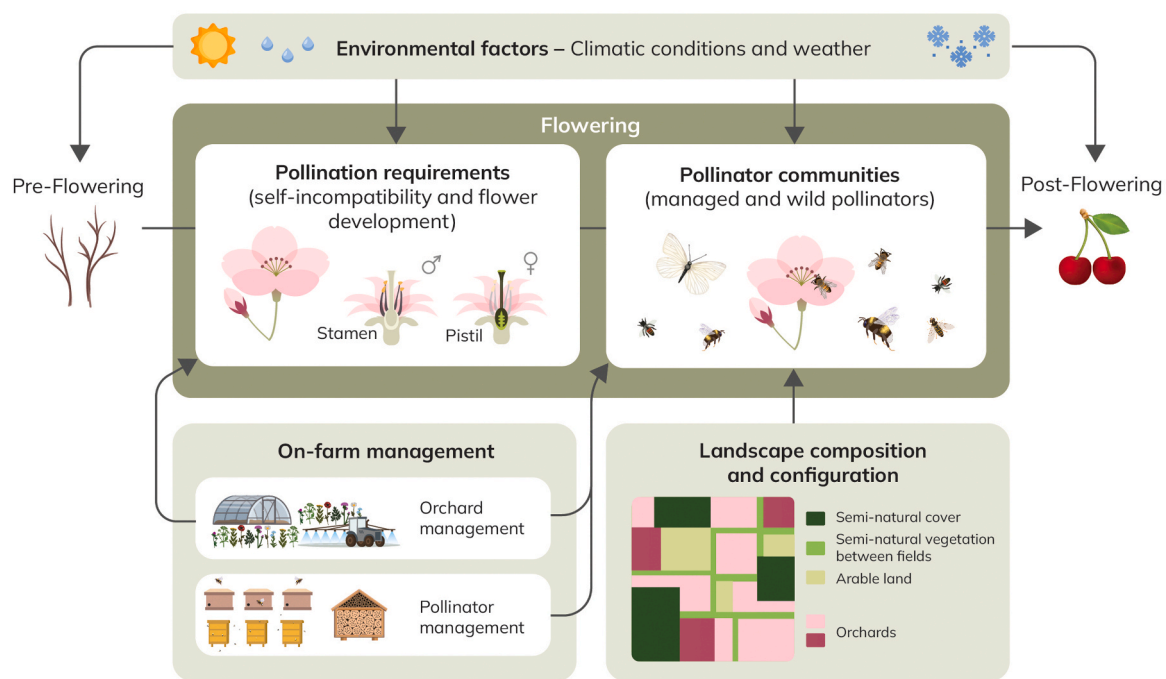 Environmental factors – Climatic conditions and weather
Flowering
Pre-Flowering
Pollination requirements
(self-incompatibility and flower
development)
Stamen
Pistil
Pollinator communities
(managed and wild pollinators)
Post-Flowering
On-farm management
Orchard
management
Pollinator
management
Landscape composition
and configuration
Semi-natural cover
Semi-natural vegetation
between fields
Arable land
Orchards